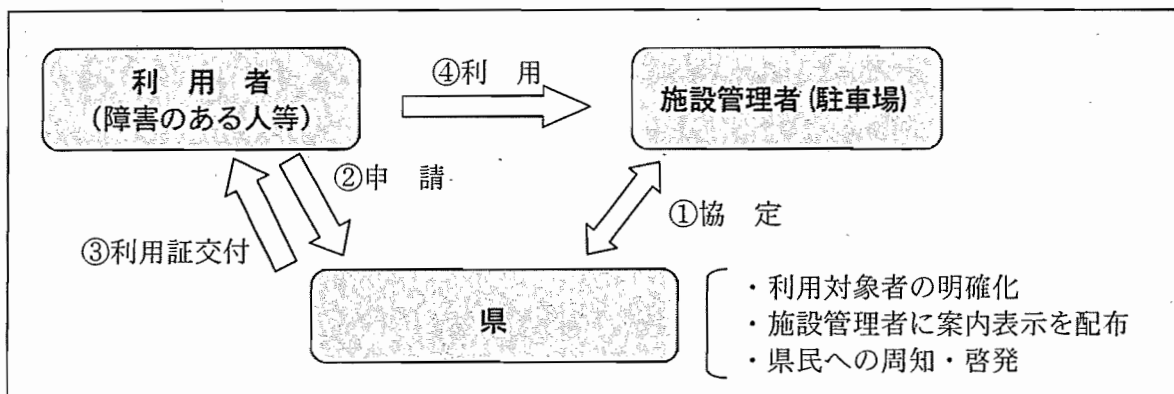 利　用　者
(障害のある人等)
④利　用
施設管理者(駐車場)
②申　請
①協　定
③利用証交付
県
・利用対象者の明確化
・施設管理者に案内表示を配布
・県民への周知・啓発